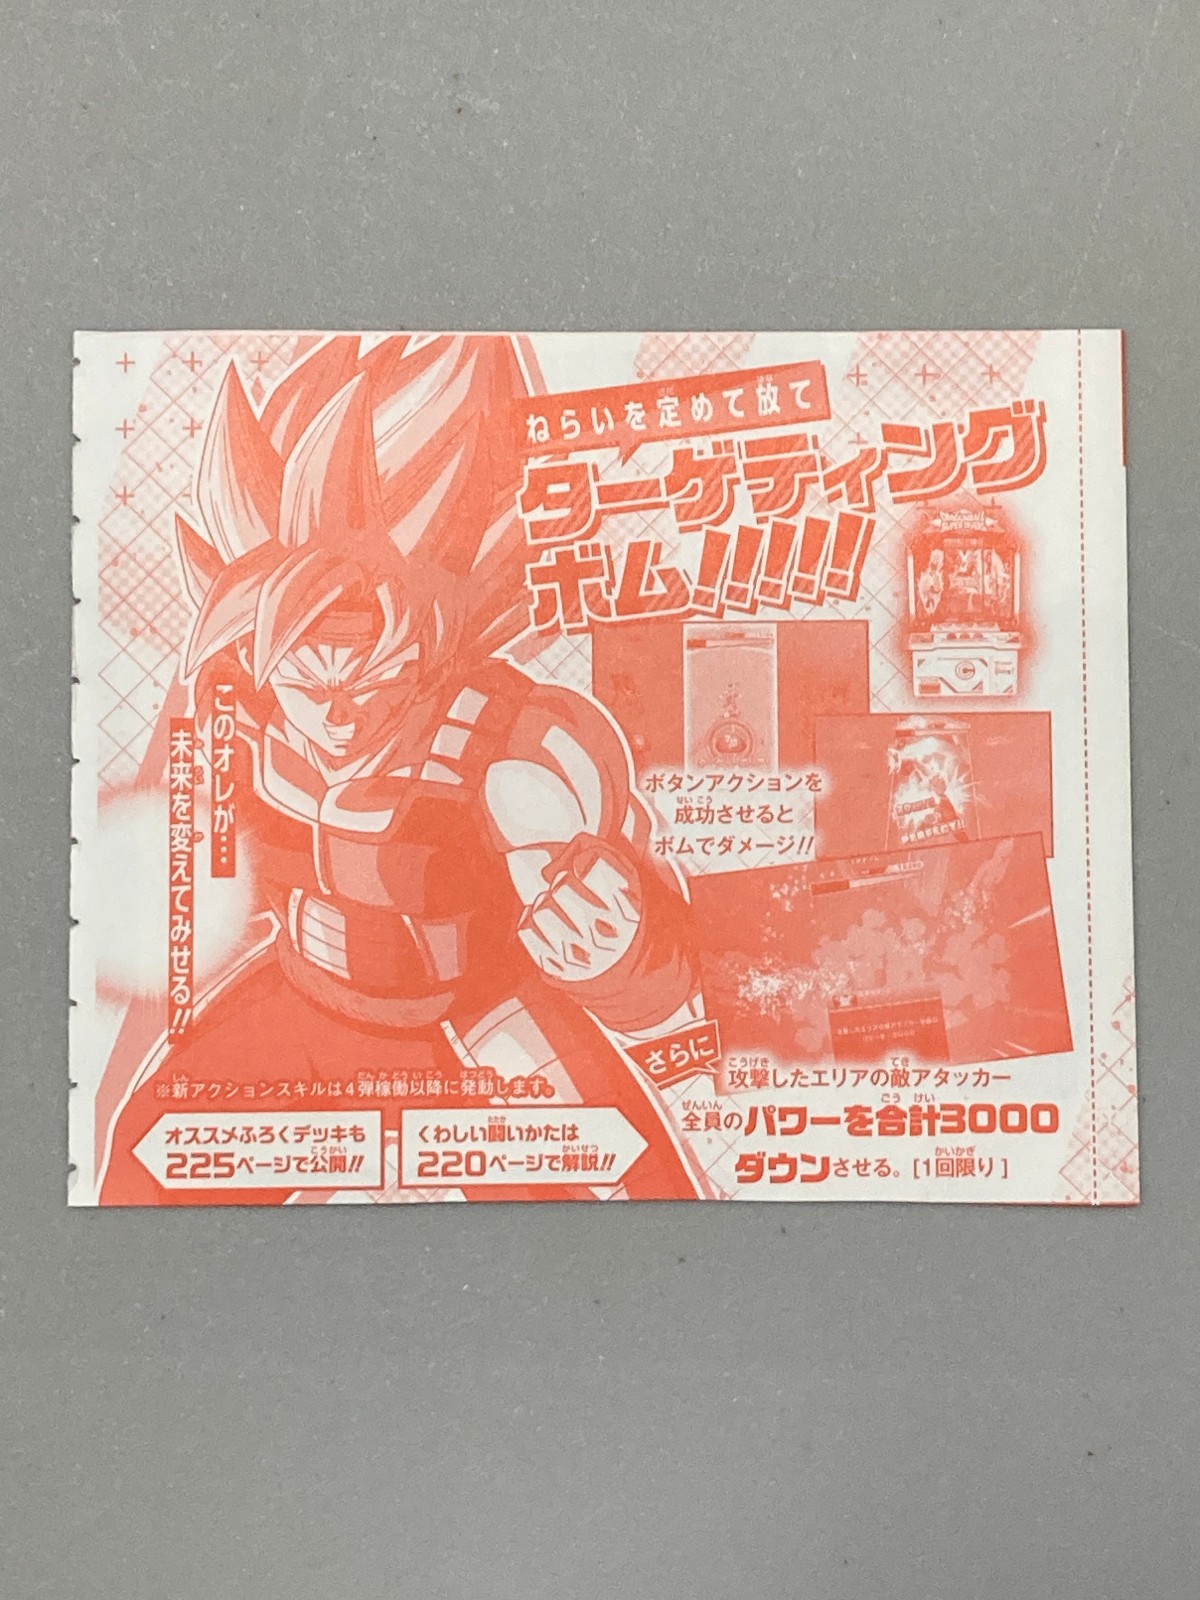 ねらいを定めて放て
ターゲティング
ボム!!!!!
このオレが…
未来を変えてみせる!!
ボタンアクションを
成功させると
ボムでダメージ!!
さらに
攻撃したエリアの敵アタッカー
全員のパワーを合計3000
ダウンさせる。[1回限り]
※新アクションスキルは4弾稼働以降に発動します。
オススメふろくデッキも
225ページで公開!!
くわしい闘いかたは
220ページで解説!!